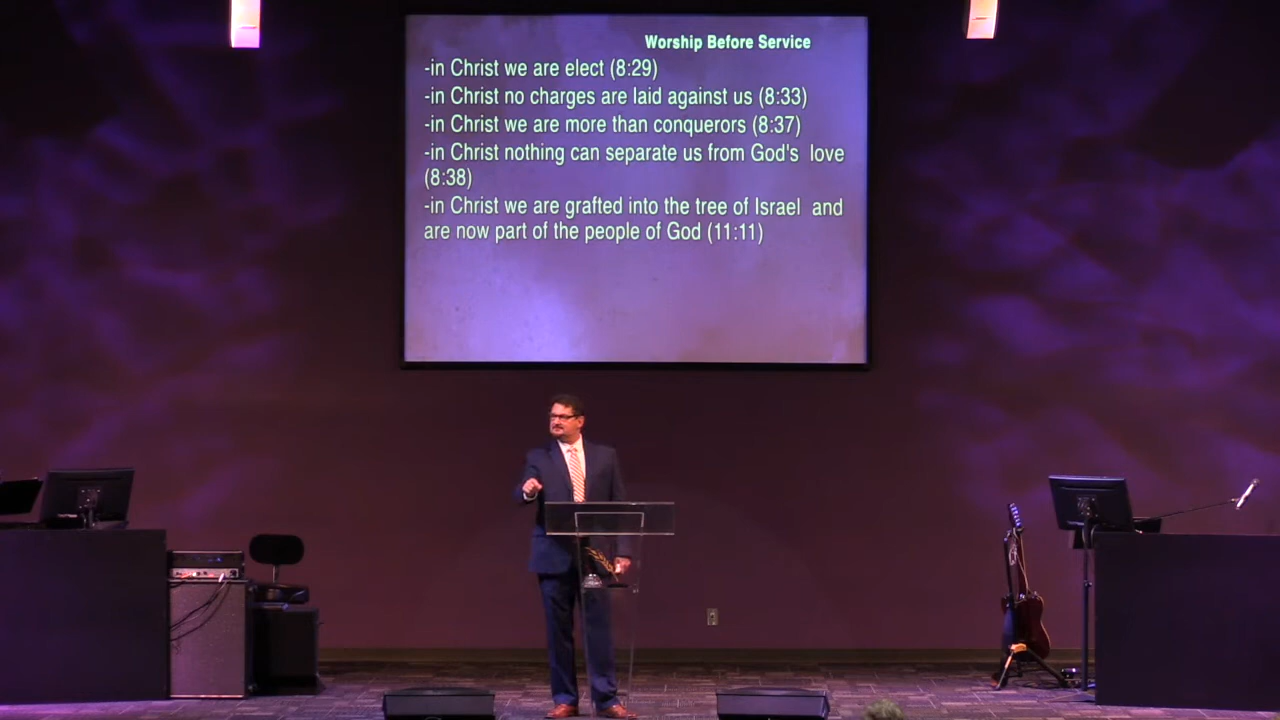 Worship Before Service
-in Christ we are elect (8:29)
-in Christ no charges are laid against us (8:33)
-in Christ we are more than conquerors (8:37)
-in Christ nothing can separate us from God's love
(8:38)
-in Christ we are grafted into the tree of Israel and
are now part of the people of God (11:11)